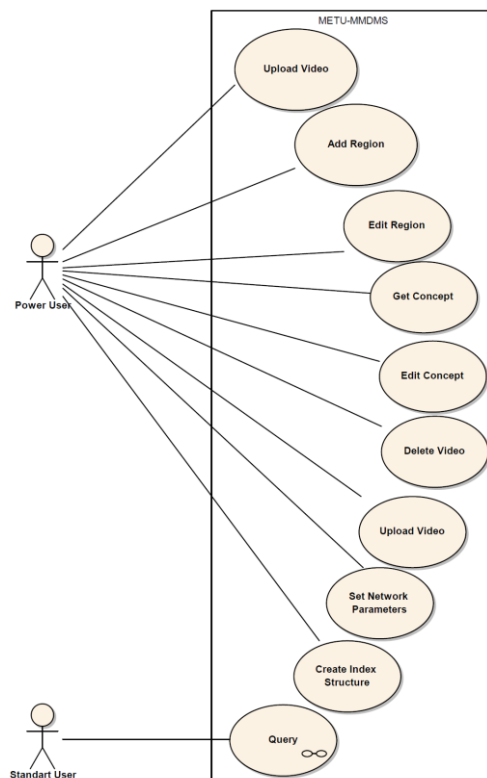 METU-MMDMS
Upload Video
Add Region
Edit Region
Power User
Get Concept
Edit Concept
Delete Video
Upload Video
Set Network
Parameters
Create Index
Structure
Query
Standart User